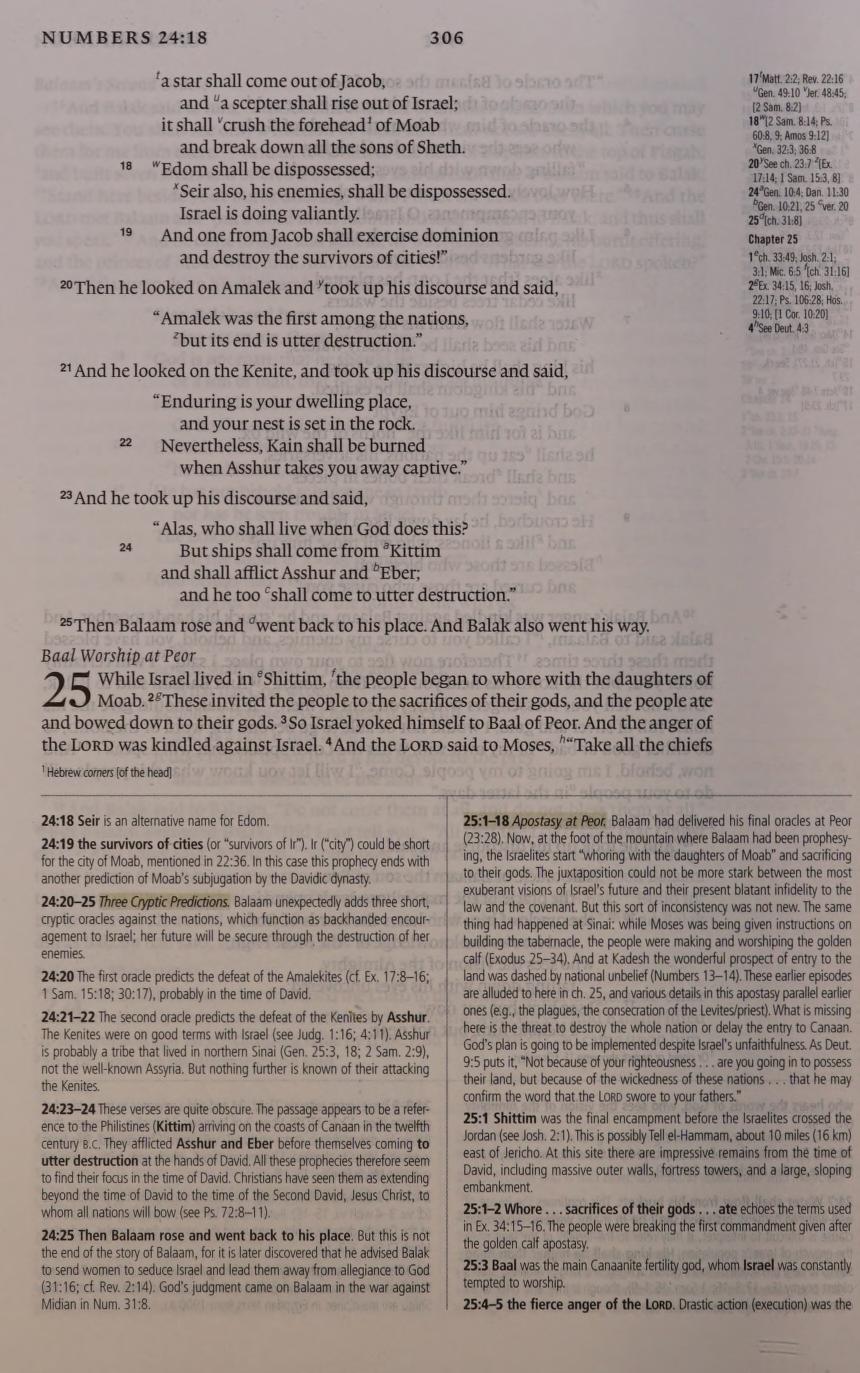 NUMBERS 24:18 306
ᵗa star shall come out of Jacob,
and ᵘa scepter shall rise out of Israel;
it shall ᵛcrush the forehead¹ of Moab
and break down all the sons of Sheth.
18 ʷEdom shall be dispossessed;
ˣSeir also, his enemies, shall be dispossessed.
Israel is doing valiantly.
19 And one from Jacob shall exercise dominion
and destroy the survivors of cities!”
20 Then he looked on Amalek and ʸtook up his discourse and said,
“Amalek was the first among the nations,
ᶻbut its end is utter destruction.”
21 And he looked on the Kenite, and took up his discourse and said,
“Enduring is your dwelling place,
and your nest is set in the rock.
22 Nevertheless, Kain shall be burned
when Asshur takes you away captive.”
23 And he took up his discourse and said,
“Alas, who shall live when God does this?
24 But ships shall come from ᵃKittim
and shall afflict Asshur and ᵇEber;
and he too ᶜshall come to utter destruction.”
25 Then Balaam rose and ᵈwent back to his place. And Balak also went his way.
Baal Worship at Peor
25 While Israel lived in ᵉShittim, ᶠthe people began to whore with the daughters of
Moab. 2 ᵍThese invited the people to the sacrifices of their gods, and the people ate
and bowed down to their gods. 3 So Israel yoked himself to Baal of Peor. And the anger of
the LORD was kindled against Israel. 4 And the LORD said to Moses, ʰ“Take all the chiefs
¹ Hebrew corners [of the head]
17 ᵗMatt. 2:2; Rev. 22:16
ᵘGen. 49:10 ᵛJer. 48:45;
[2 Sam. 8:2]
18 ʷ[2 Sam. 8:14; Ps.
60:8, 9; Amos 9:12]
ˣGen. 32:3; 36:8
20 ʸSee ch. 23:7 ᶻ[Ex.
17:14; 1 Sam. 15:3, 8]
24 ᵃGen. 10:4; Dan. 11:30
ᵇGen. 10:21, 25 ᶜver. 20
25 ᵈ[ch. 31:8]
Chapter 25
1 ᵉch. 33:49; Josh. 2:1;
3:1; Mic. 6:5 ᶠ[ch. 31:16]
2 ᵍEx. 34:15, 16; Josh.
22:17; Ps. 106:28; Hos.
9:10; [1 Cor. 10:20]
4 ʰSee Deut. 4:3
24:18 Seir is an alternative name for Edom.
24:19 the survivors of cities (or “survivors of Ir”). Ir (“city”) could be short
for the city of Moab, mentioned in 22:36. In this case this prophecy ends with
another prediction of Moab’s subjugation by the Davidic dynasty.
24:20–25 Three Cryptic Predictions. Balaam unexpectedly adds three short,
cryptic oracles against the nations, which function as backhanded encour-
agement to Israel; her future will be secure through the destruction of her
enemies.
24:20 The first oracle predicts the defeat of the Amalekites (cf. Ex. 17:8–16;
1 Sam. 15:18; 30:17), probably in the time of David.
24:21–22 The second oracle predicts the defeat of the Kenites by Asshur.
The Kenites were on good terms with Israel (see Judg. 1:16; 4:11). Asshur
is probably a tribe that lived in northern Sinai (Gen. 25:3, 18; 2 Sam. 2:9),
not the well-known Assyria. But nothing further is known of their attacking
the Kenites.
24:23–24 These verses are quite obscure. The passage appears to be a refer-
ence to the Philistines (Kittim) arriving on the coasts of Canaan in the twelfth
century B.C. They afflicted Asshur and Eber before themselves coming to
utter destruction at the hands of David. All these prophecies therefore seem
to find their focus in the time of David. Christians have seen them as extending
beyond the time of David to the time of the Second David, Jesus Christ, to
whom all nations will bow (see Ps. 72:8–11).
24:25 Then Balaam rose and went back to his place. But this is not
the end of the story of Balaam, for it is later discovered that he advised Balak
to send women to seduce Israel and lead them away from allegiance to God
(31:16; cf. Rev. 2:14). God’s judgment came on Balaam in the war against
Midian in Num. 31:8.
25:1–18 Apostasy at Peor. Balaam had delivered his final oracles at Peor
(23:28). Now, at the foot of the mountain where Balaam had been prophesy-
ing, the Israelites start “whoring with the daughters of Moab” and sacrificing
to their gods. The juxtaposition could not be more stark between the most
exuberant visions of Israel’s future and their present blatant infidelity to the
law and the covenant. But this sort of inconsistency was not new. The same
thing had happened at Sinai: while Moses was being given instructions on
building the tabernacle, the people were making and worshiping the golden
calf (Exodus 25–34). And at Kadesh the wonderful prospect of entry to the
land was dashed by national unbelief (Numbers 13–14). These earlier episodes
are alluded to here in ch. 25, and various details in this apostasy parallel earlier
ones (e.g., the plagues, the consecration of the Levites/priest). What is missing
here is the threat to destroy the whole nation or delay the entry to Canaan.
God’s plan is going to be implemented despite Israel’s unfaithfulness. As Deut.
9:5 puts it, “Not because of your righteousness . . . are you going in to possess
their land, but because of the wickedness of these nations . . . that he may
confirm the word that the LORD swore to your fathers.”
25:1 Shittim was the final encampment before the Israelites crossed the
Jordan (see Josh. 2:1). This is possibly Tell el-Hammam, about 10 miles (16 km)
east of Jericho. At this site there are impressive remains from the time of
David, including massive outer walls, fortress towers, and a large, sloping
embankment.
25:1–2 Whore . . . sacrifices of their gods . . . ate echoes the terms used
in Ex. 34:15–16. The people were breaking the first commandment given after
the golden calf apostasy.
25:3 Baal was the main Canaanite fertility god, whom Israel was constantly
tempted to worship.
25:4–5 the fierce anger of the LORD. Drastic action (execution) was the